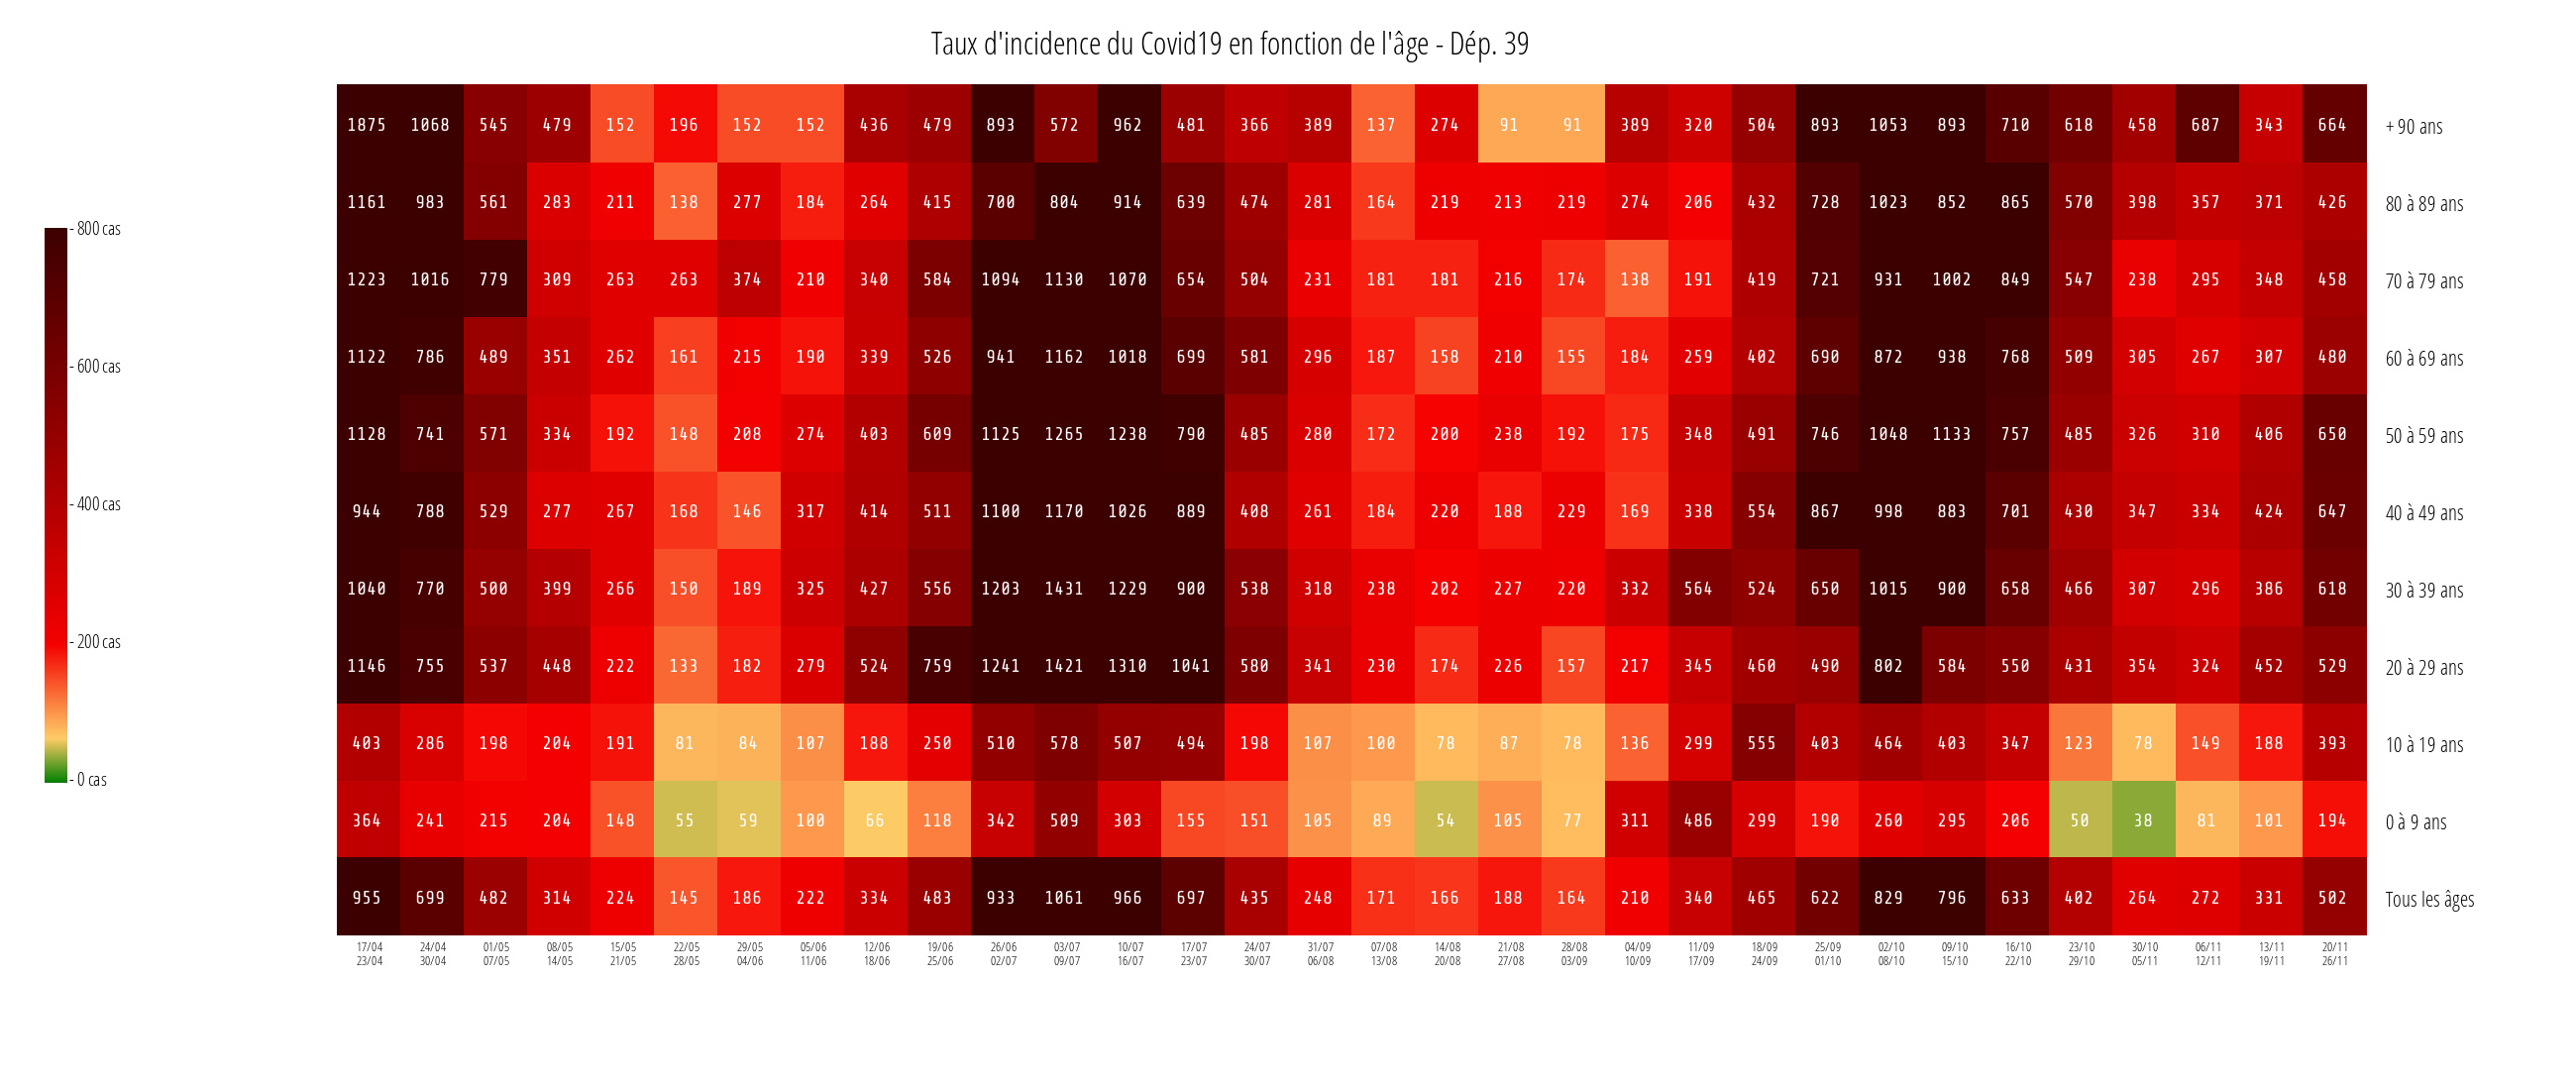 Taux d'incidence du Covid19 en fonction de l'âge - Dép. 39
1875 1068 545 479 152 196 152 152 436 479 893 572 962 481 366 389 137 274 91 91 389 320 504 893 1053 893 710 618 458 687 343 664 + 90 ans
1161 983 561 283 211 138 277 184 264 415 700 804 914 639 474 281 164 219 213 219 274 206 432 728 1023 852 865 570 398 357 371 426 80 à 89 ans
1223 1016 779 309 263 263 374 210 340 584 1094 1130 1070 654 504 231 181 181 216 174 138 191 419 721 931 1002 849 547 238 295 348 458 70 à 79 ans
1122 786 489 351 262 161 215 190 339 526 941 1162 1018 699 581 296 187 158 210 155 184 259 402 690 872 938 768 509 305 267 307 480 60 à 69 ans
1128 741 571 334 192 148 208 274 403 609 1125 1265 1238 790 485 280 172 200 238 192 175 348 491 746 1048 1133 757 485 326 310 406 650 50 à 59 ans
944 788 529 277 267 168 146 317 414 511 1100 1170 1026 889 408 261 184 220 188 229 169 338 554 867 998 883 701 430 347 334 424 647 40 à 49 ans
1040 770 500 399 266 150 189 325 427 556 1203 1431 1229 900 538 318 238 202 227 220 332 564 524 650 1015 900 658 466 307 296 386 618 30 à 39 ans
1146 755 537 448 222 133 182 279 524 759 1241 1421 1310 1041 580 341 230 174 226 157 217 345 460 490 802 584 550 431 354 324 452 529 20 à 29 ans
403 286 198 204 191 81 84 107 188 250 510 578 507 494 198 107 100 78 87 78 136 299 555 403 464 403 347 123 78 149 188 393 10 à 19 ans
364 241 215 204 148 55 59 100 66 118 342 509 303 155 151 105 89 54 105 77 311 486 299 190 260 295 206 50 38 81 101 194 0 à 9 ans
955 699 482 314 224 145 186 222 334 483 933 1061 966 697 435 248 171 166 188 164 210 340 465 622 829 796 633 402 264 272 331 502 Tous les âges
17/04 24/04 01/05 08/05 15/05 22/05 29/05 05/06 12/06 19/06 26/06 03/07 10/07 17/07 24/07 31/07 07/08 14/08 21/08 28/08 04/09 11/09 18/09 25/09 02/10 09/10 16/10 23/10 30/10 06/11 13/11 20/11
23/04 30/04 07/05 14/05 21/05 28/05 04/06 11/06 18/06 25/06 02/07 09/07 16/07 23/07 30/07 06/08 13/08 20/08 27/08 03/09 10/09 17/09 24/09 01/10 08/10 15/10 22/10 29/10 05/11 12/11 19/11 26/11
- 800 cas
- 600 cas
- 400 cas
- 200 cas
- 0 cas